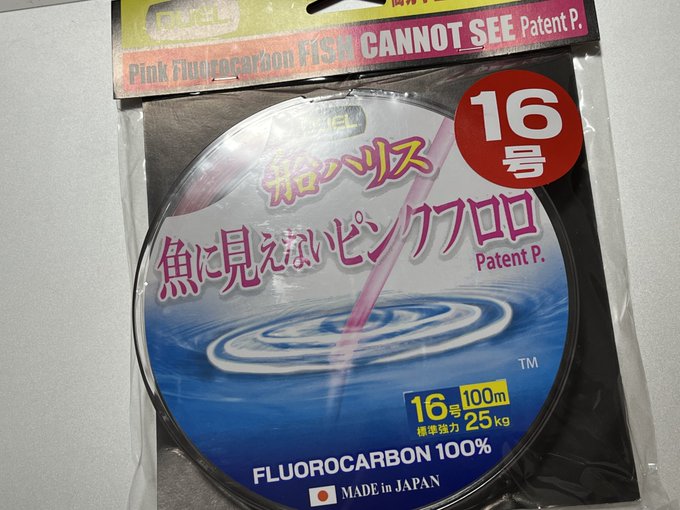 DUEL
Pink Fluorocarbon FISH CANNOT SEE Patent P.
16
号
DUEL
船ハリス
魚に見えないピンクフロロ
Patent P.
TM
16号 100m
標準強力 25kg
FLUOROCARBON 100%
MADE in JAPAN